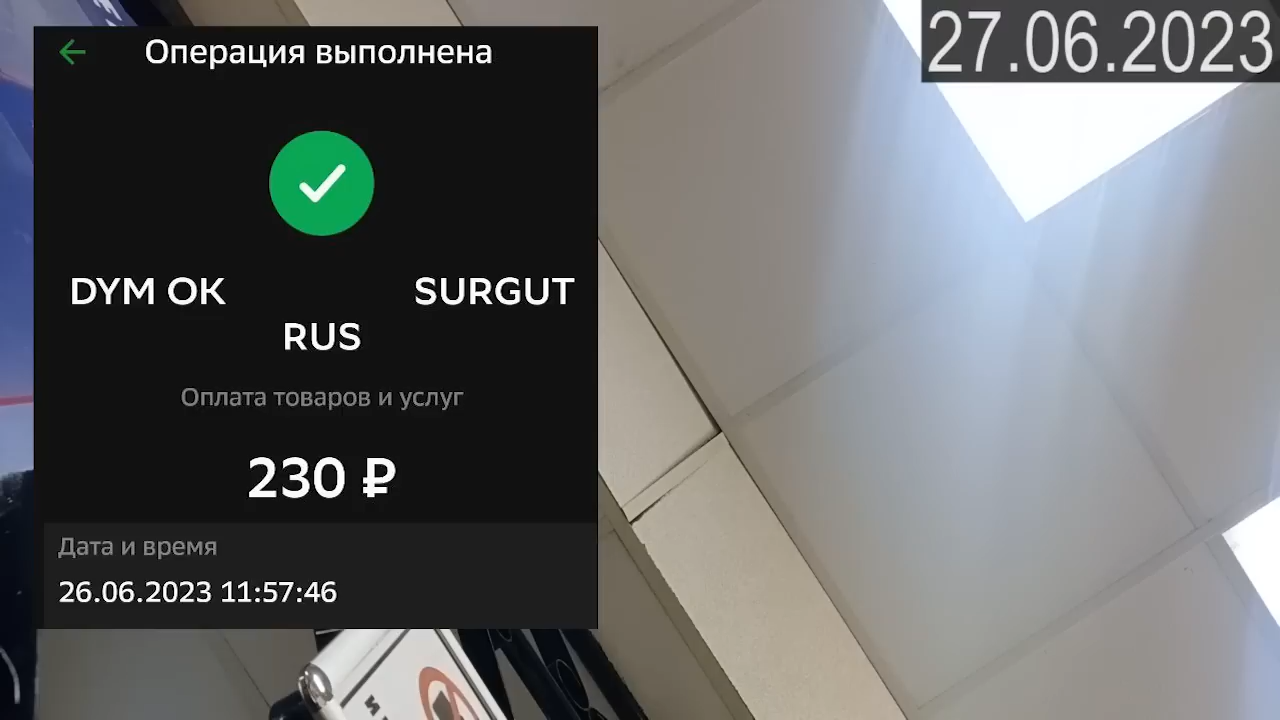 27.06.2023
Операция выполнена
DYM OK SURGUT
RUS
Оплата товаров и услуг
230 ₽
Дата и время
26.06.2023 11:57:46